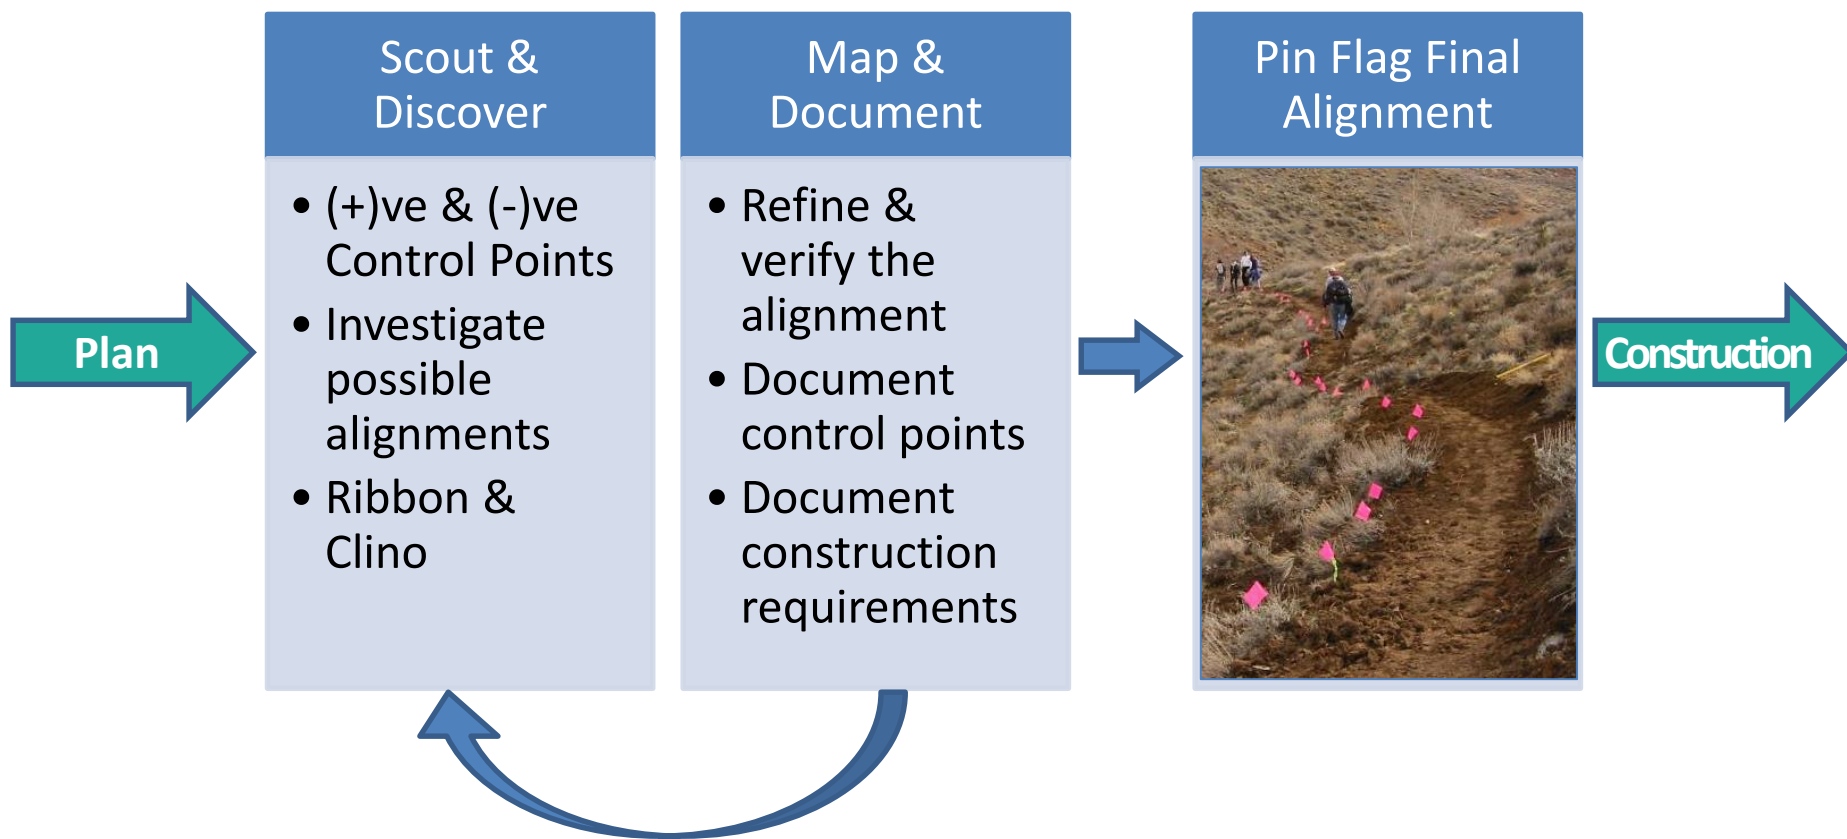 Plan
Scout &
Discover
• (+)ve & (-)ve
Control Points
• Investigate
possible
alignments
• Ribbon &
Clino
Map &
Document
• Refine &
verify the
alignment
• Document
control points
• Document
construction
requirements
Pin Flag Final
Alignment
Construction